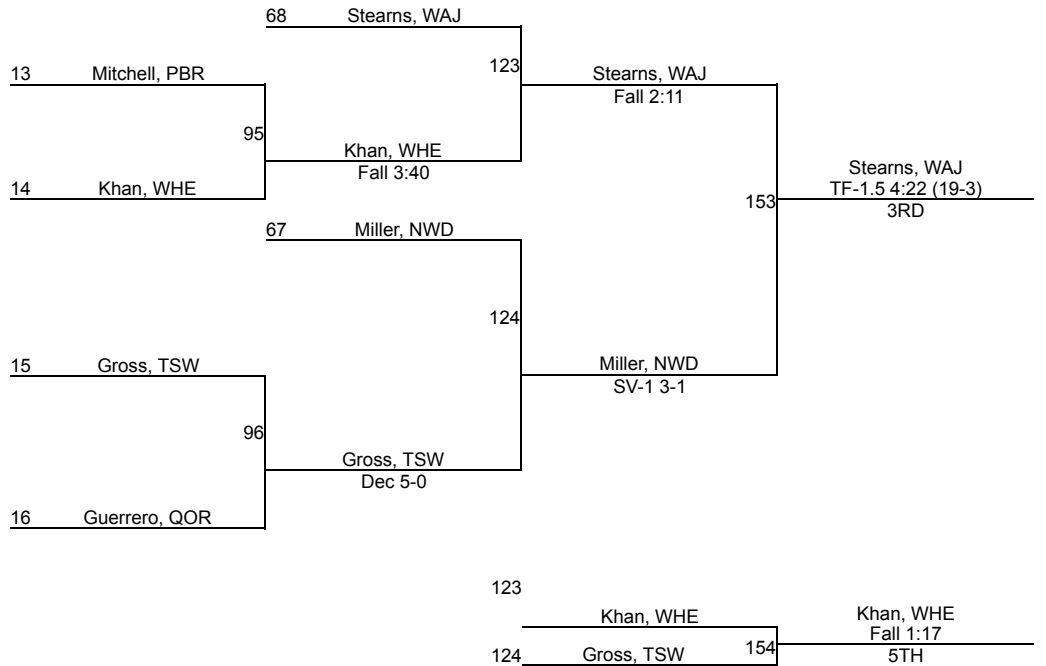 68 Stearns, WAJ
123
13 Mitchell, PBR
Stearns, WAJ
Fall 2:11
95
Khan, WHE
Fall 3:40
14 Khan, WHE
Stearns, WAJ
TF-1.5 4:22 (19-3)
3RD
153
67 Miller, NWD
124
15 Gross, TSW
Miller, NWD
SV-1 3-1
96
Gross, TSW
Dec 5-0
16 Guerrero, QOR
123
Khan, WHE
Khan, WHE
Fall 1:17
5TH
154
124 Gross, TSW